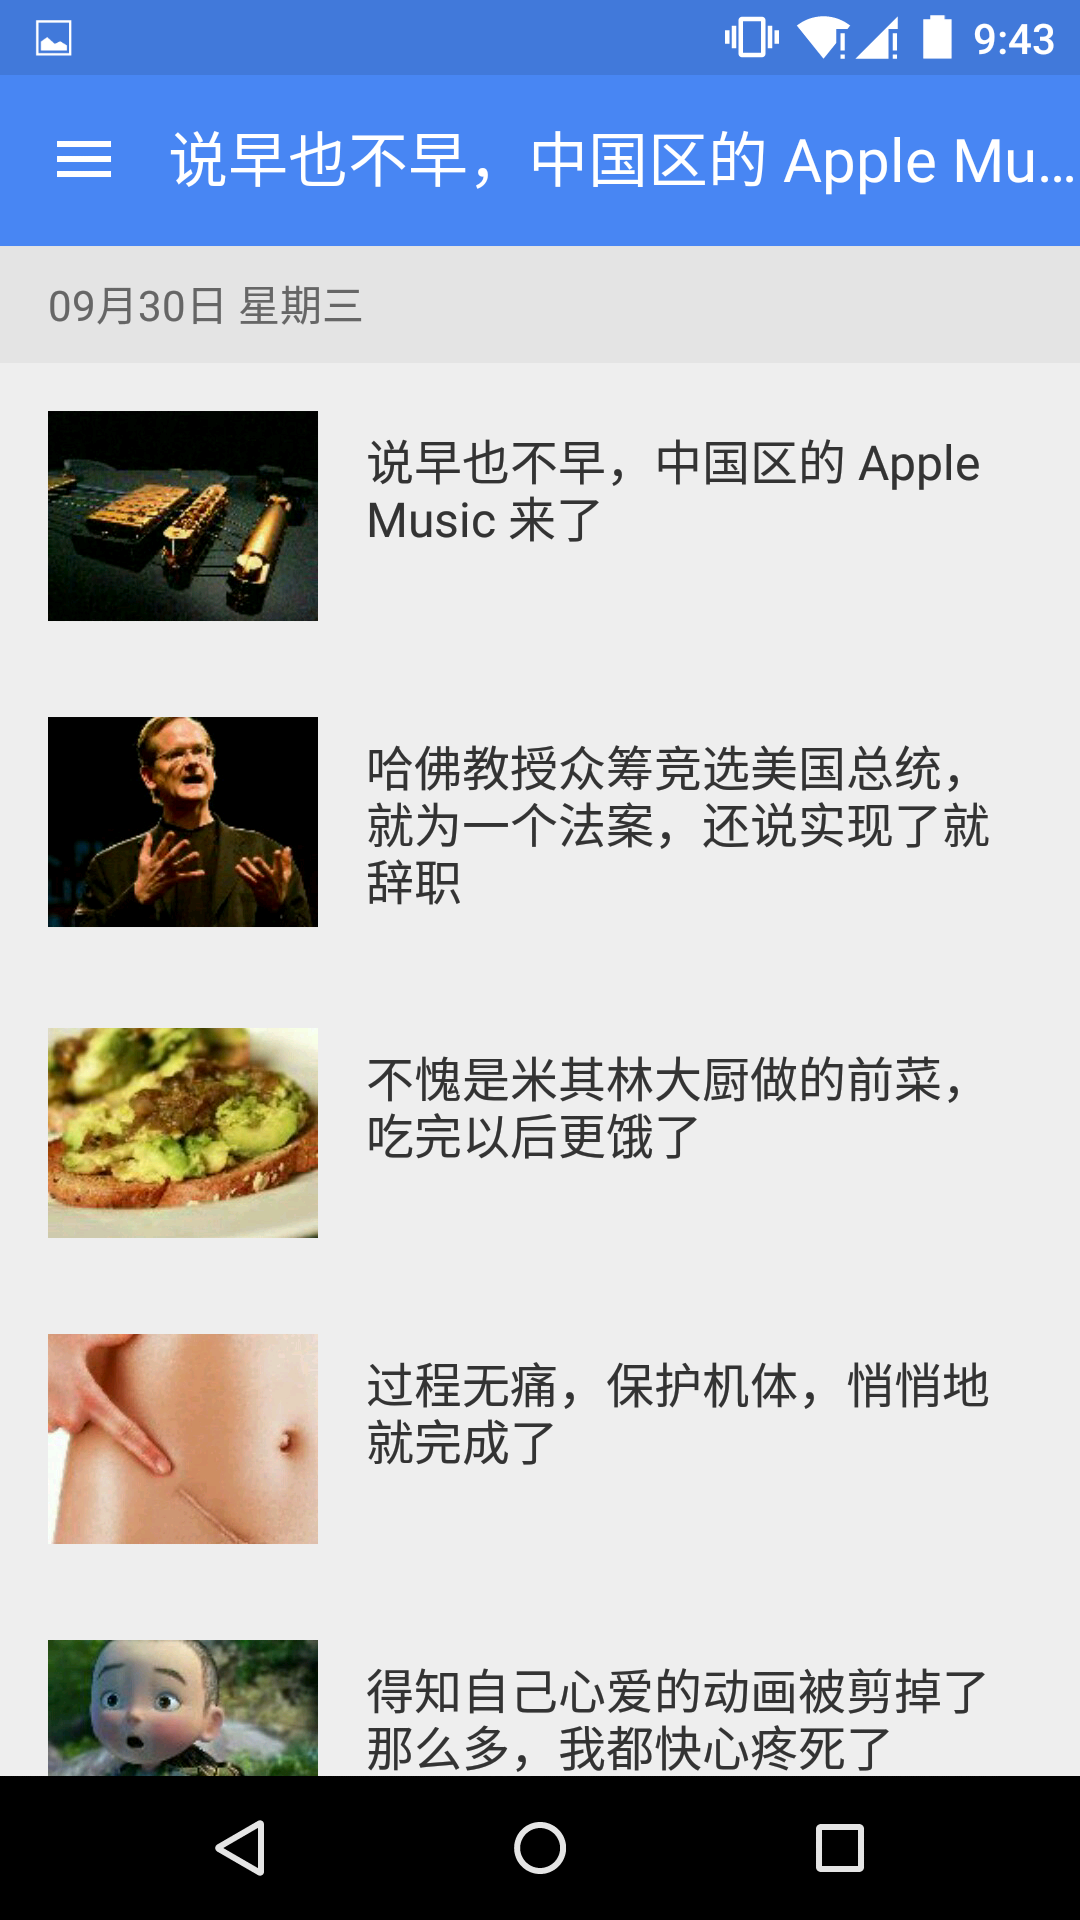 9:43
说早也不早，中国区的 Apple Mu...
09月30日 星期三
说早也不早，中国区的 Apple
Music 来了
哈佛教授众筹竞选美国总统，
就为一个法案，还说实现了就
辞职
不愧是米其林大厨做的前菜，
吃完以后更饿了
过程无痛，保护机体，悄悄地
就完成了
得知自己心爱的动画被剪掉了
那么多，我都快心疼死了